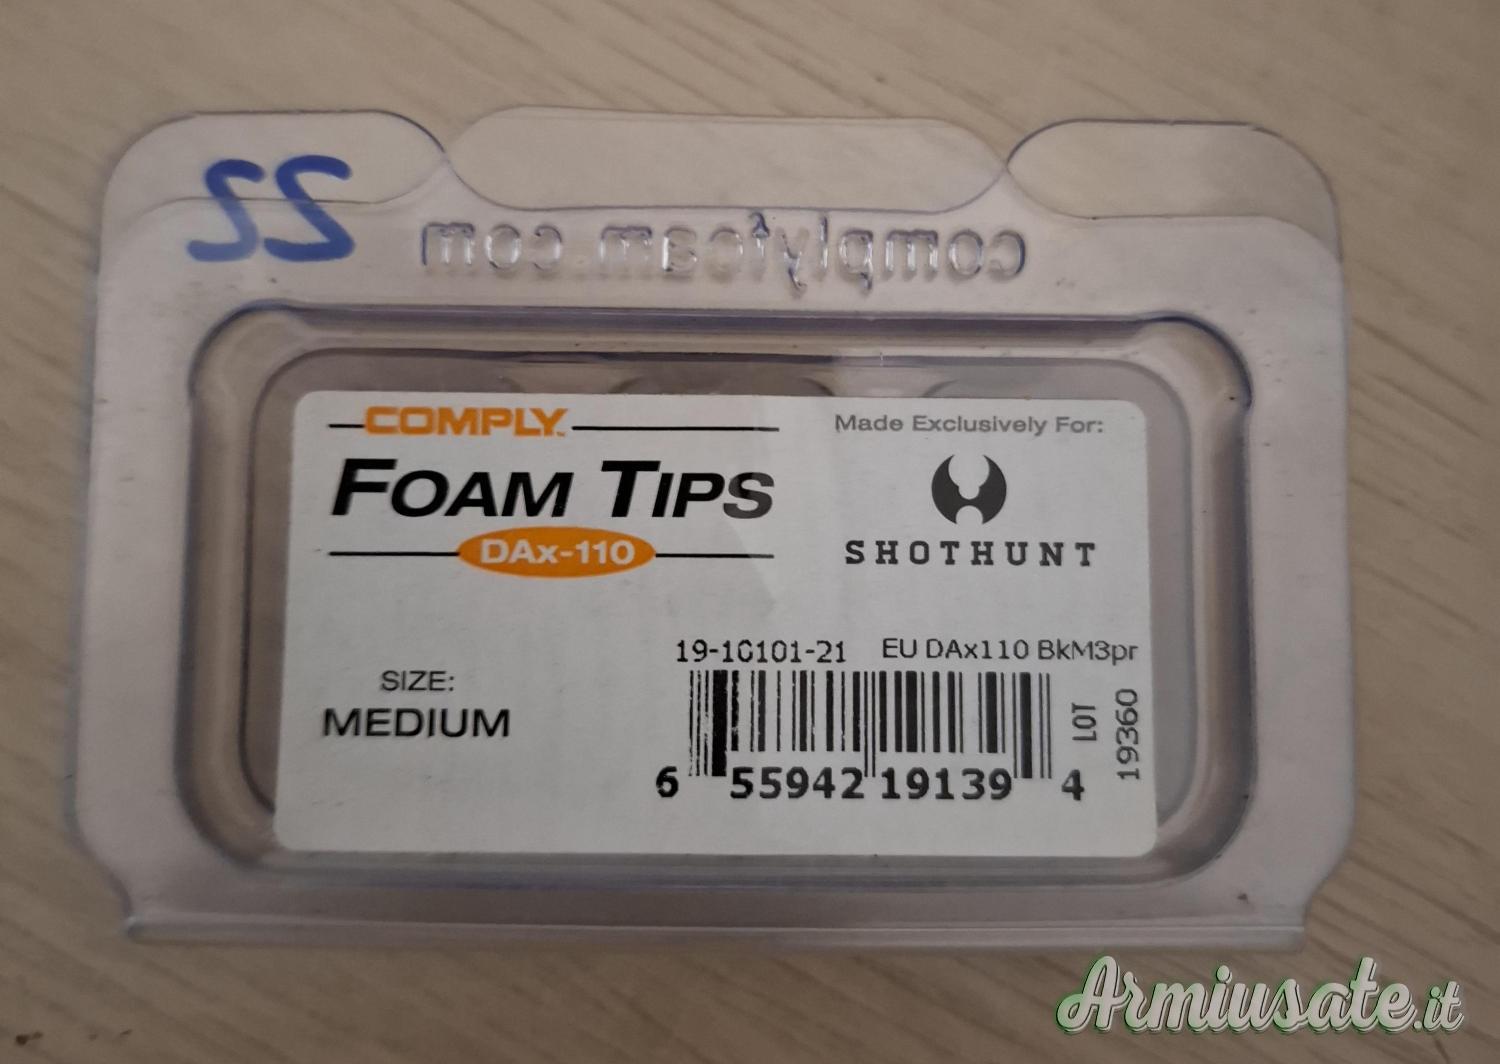 22
complyfoam.com
COMPLY™
FOAM TIPS
DAx-110
Made Exclusively For:
SHOTHUNT
SIZE:
MEDIUM
19-10101-21 EU DAx110 BkM3pr
6 55942 19139 4
LOT
19360
Armiusate.it